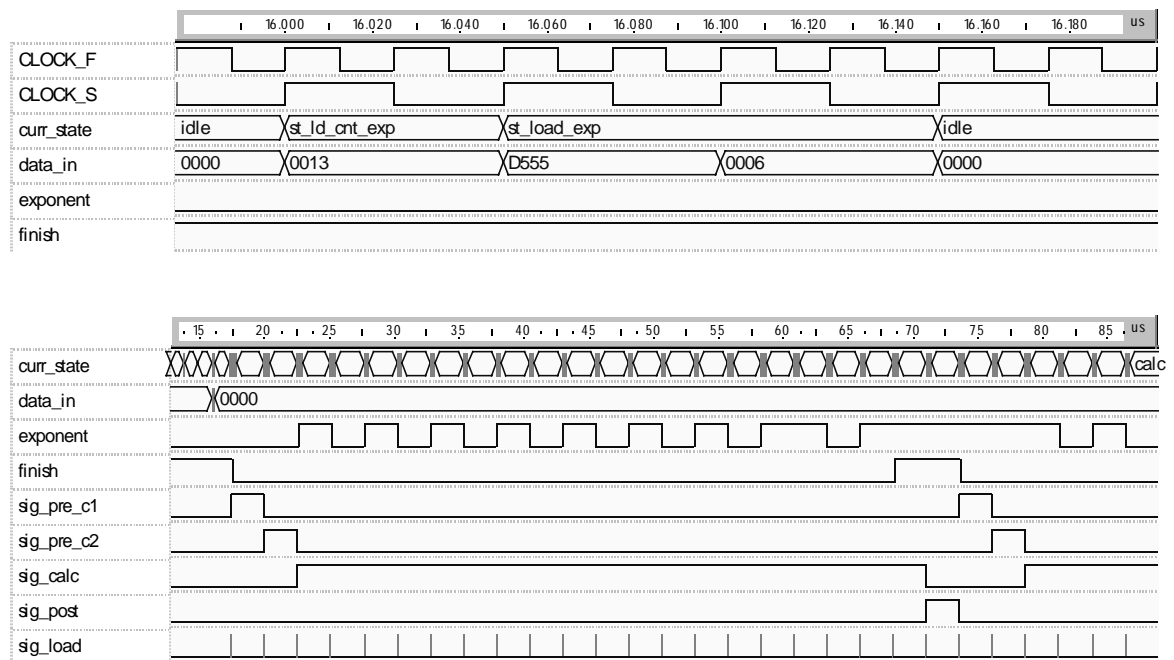 16.000 16.020 16.040 16.060 16.080 16.100 16.120 16.140 16.160 16.180 us
CLOCK_F
CLOCK_S
curr_state idle st_ld_cnt_exp st_load_exp idle
data_in 0000 0013 D555 0006 0000
exponent
finish
15 20 25 30 35 40 45 50 55 60 65 70 75 80 85 us
curr_state calc
data_in 0000
exponent
finish
sig_pre_c1
sig_pre_c2
sig_calc
sig_post
sig_load